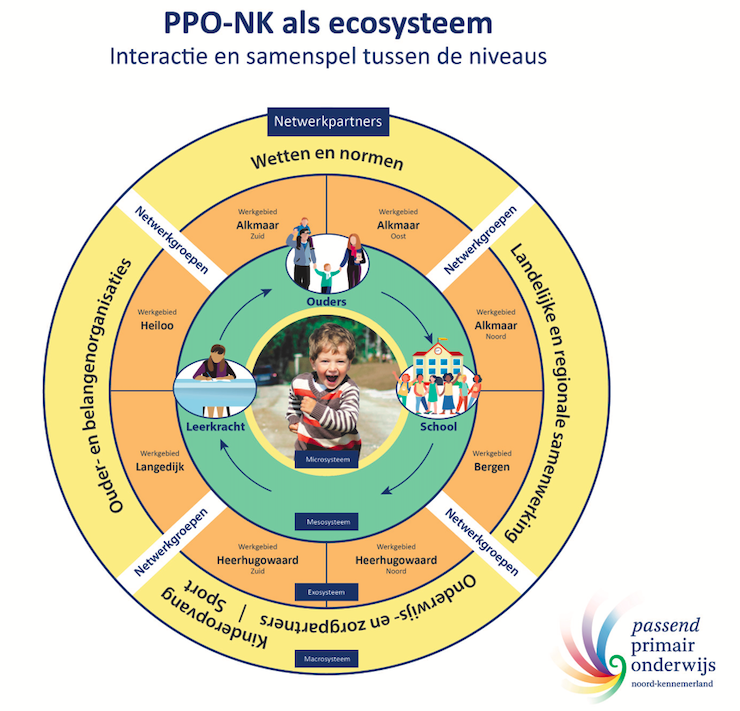 PPO-NK als ecosysteem
Interactie en samenspel tussen de niveaus
Netwerkpartners
Wetten en normen
Netwerkgroepen
Netwerkgroepen
Werkgebied
Alkmaar
Zuid
Werkgebied
Alkmaar
Oost
Ouder- en belangenorganisaties
Landelijke en regionale samenwerking
Werkgebied
Heiloo
Ouders
Werkgebied
Alkmaar
Noord
Leerkracht
School
Werkgebied
Langedijk
Microsysteem
Werkgebied
Bergen
Netwerkgroepen
Mesosysteem
Netwerkgroepen
Werkgebied
Heerhugowaard
Zuid
Werkgebied
Heerhugowaard
Noord
Exosysteem
Kinderopvang
Sport
|
Onderwijs- en zorgpartners
Macrosysteem
passend
primair
onderwijs
noord-kennemerland